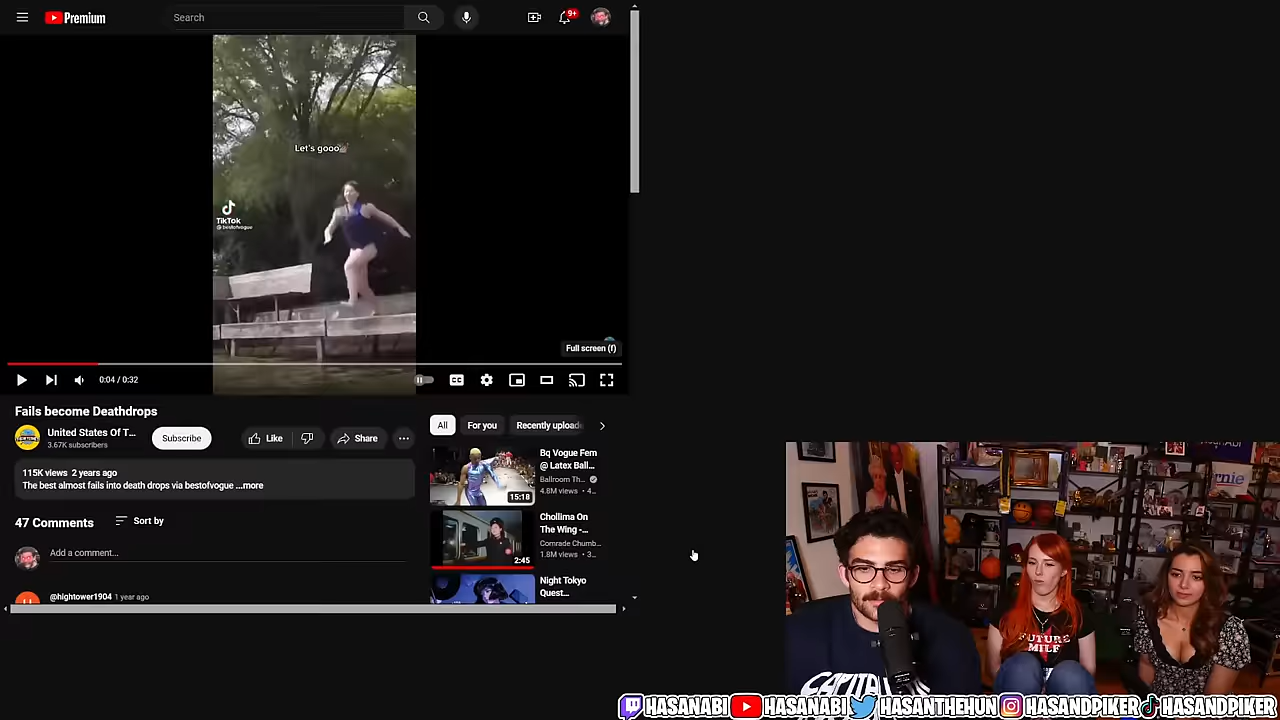 Premium
Search
9+
Let's gooo
TikTok
@ bestofvogue
Full screen (f)
0:04 / 0:32
CC
Fails become Deathdrops
United States Of T...
3.67K subscribers
Subscribe
Like
Share
115K views 2 years ago
The best almost fails into death drops via bestofvogue ...more
47 Comments
Sort by
Add a comment...
@hightower1904 1 year ago
All
For you
Recently uploade
Bq Vogue Fem
@ Latex Ball...
Ballroom Th...
4.8M views • 4...
15:18
Chollima On
The Wing -...
Comrade Chumb...
1.8M views • 3...
2:45
Night Tokyo
Quest...
FUTURE
MILF
HASANABI
HASANABI
HASANTHEHUN
HASANDPIKER
HASANDPIKER